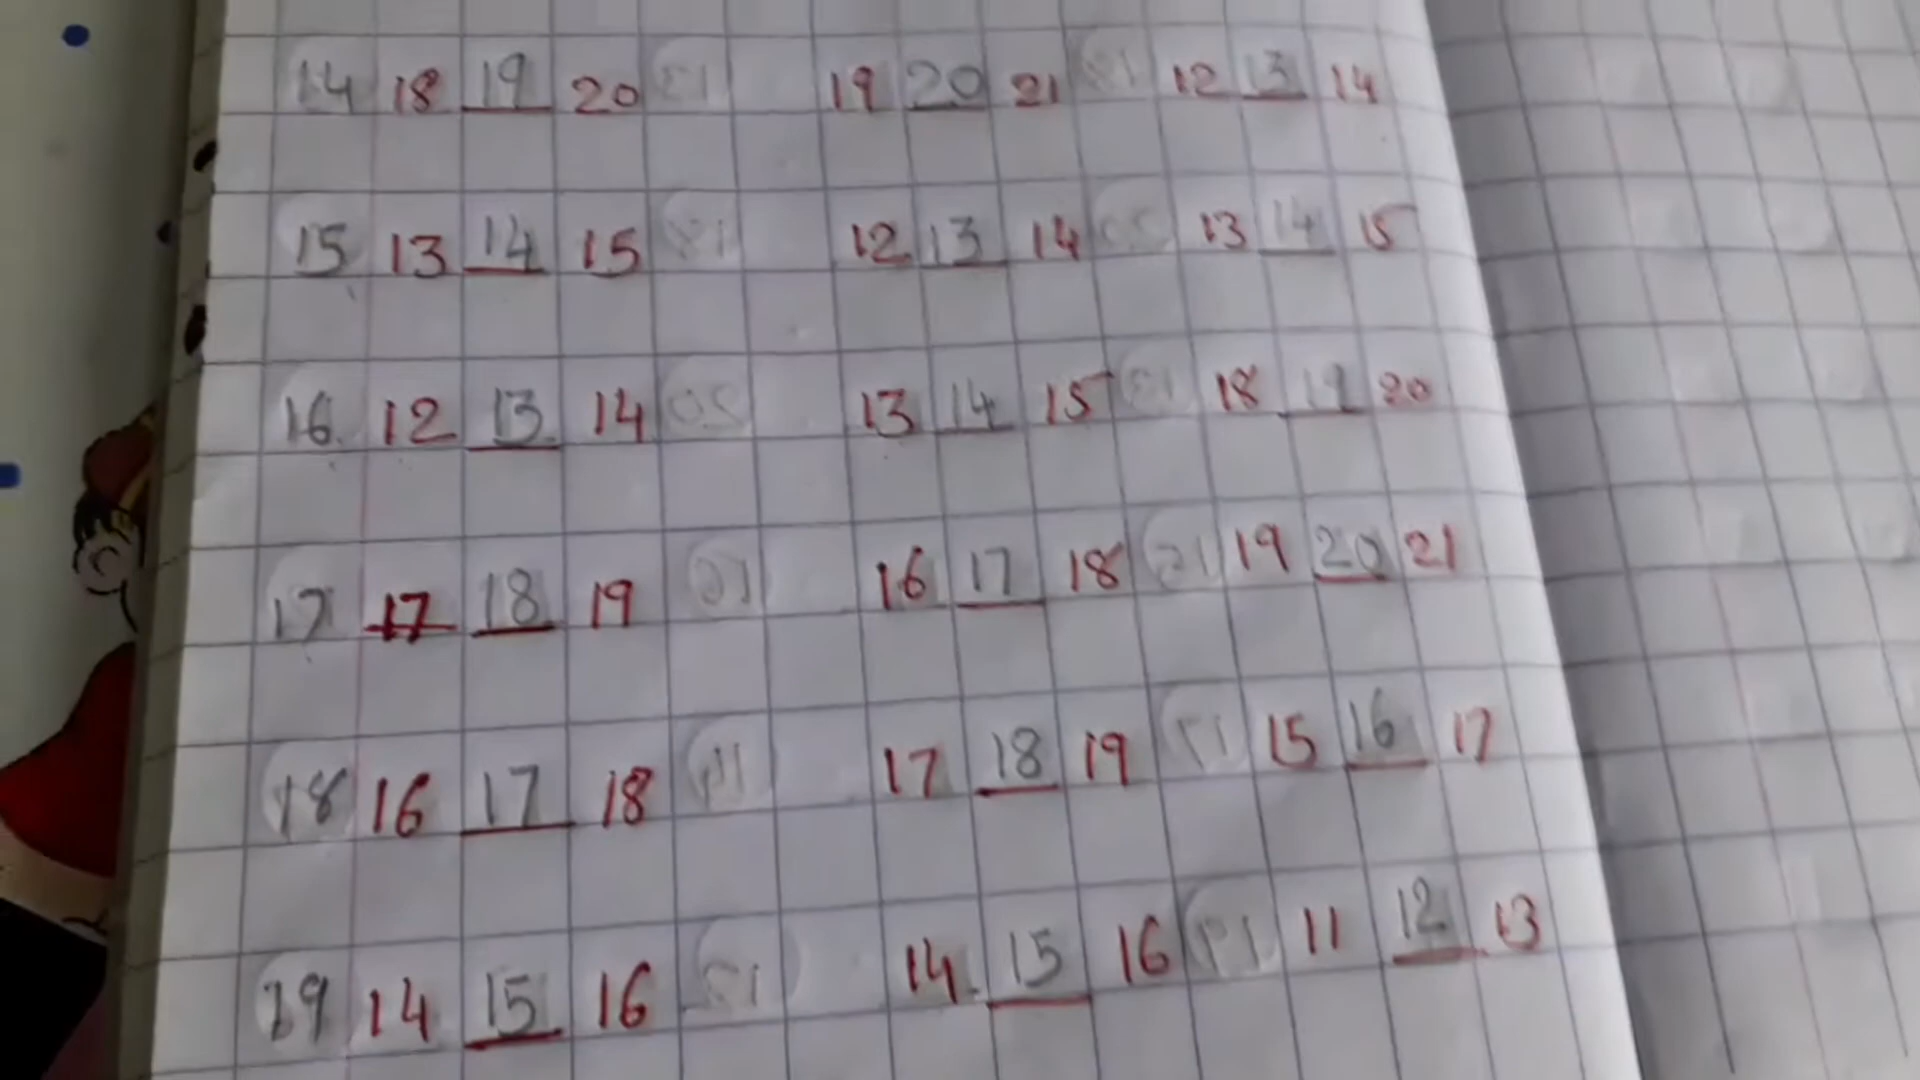 14 18 19 20 19 20 21 12 13 14
15 13 14 15 12 13 14 13 14 15
16 12 13 14 13 14 15 18 19 20
17 17 18 19 16 17 18 19 20 21
18 16 17 18 17 18 19 15 16 17
19 14 15 16 14 15 16 11 12 13